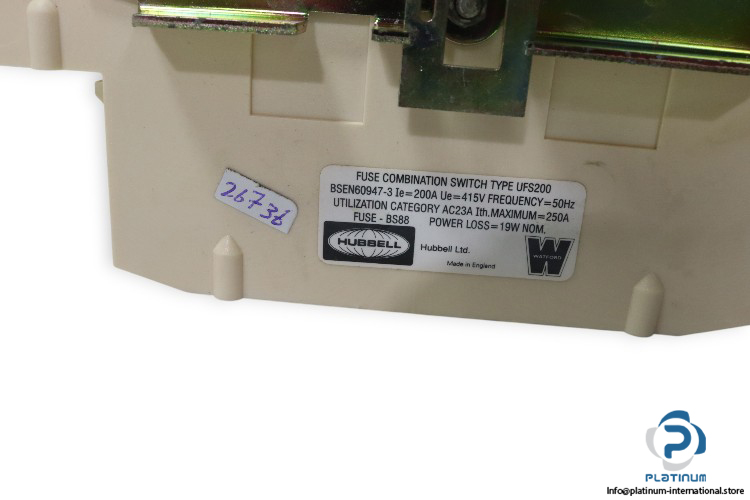 26736
FUSE COMBINATION SWITCH TYPE UFS200
BSEN60947-3 Ie=200A Ue=415V FREQUENCY=50Hz
UTILIZATION CATEGORY AC23A Ith.MAXIMUM=250A
FUSE - BS88 POWER LOSS=19W NOM.
HUBBELL
Hubbell Ltd.
Made in England
W
WATFORD
PLATINUM
Info@platinum-international.store